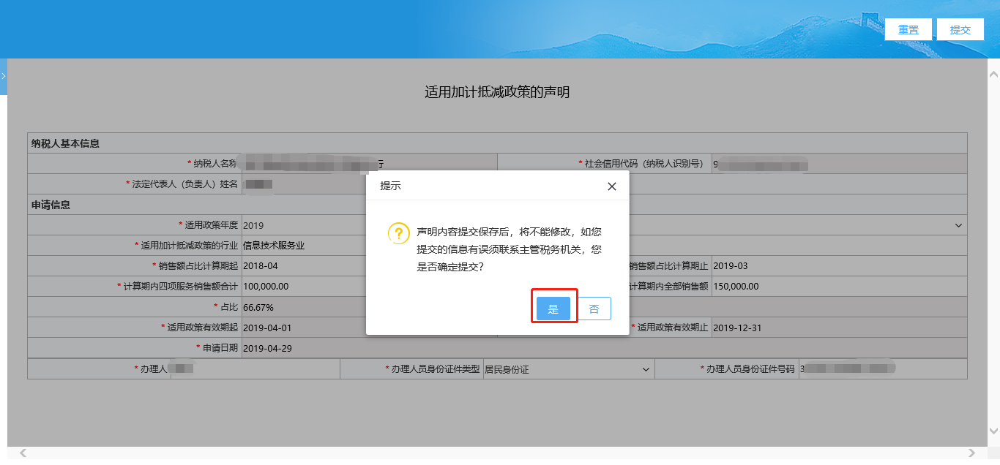 重置 提交
适用加计抵减政策的声明
纳税人基本信息
* 纳税人名称 行 * 社会信用代码（纳税人识别号） 9
* 法定代表人（负责人）姓名
提示
申请信息
* 适用政策年度 2019
声明内容提交保存后，将不能修改，如您
提交的信息有误须联系主管税务机关，您
是否确定提交？
* 适用加计抵减政策的行业 信息技术服务业
* 销售额占比计算期起 2018-04 销售额占比计算期止 2019-03
* 计算期内四项服务销售额合计 100,000.00 计算期内全部销售额 150,000.00
* 占比 66.67%
是 否
* 适用政策有效期起 2019-04-01 * 适用政策有效期止 2019-12-31
* 申请日期 2019-04-29
* 办理人 * 办理人员身份证件类型 居民身份证 * 办理人员身份证件号码 3